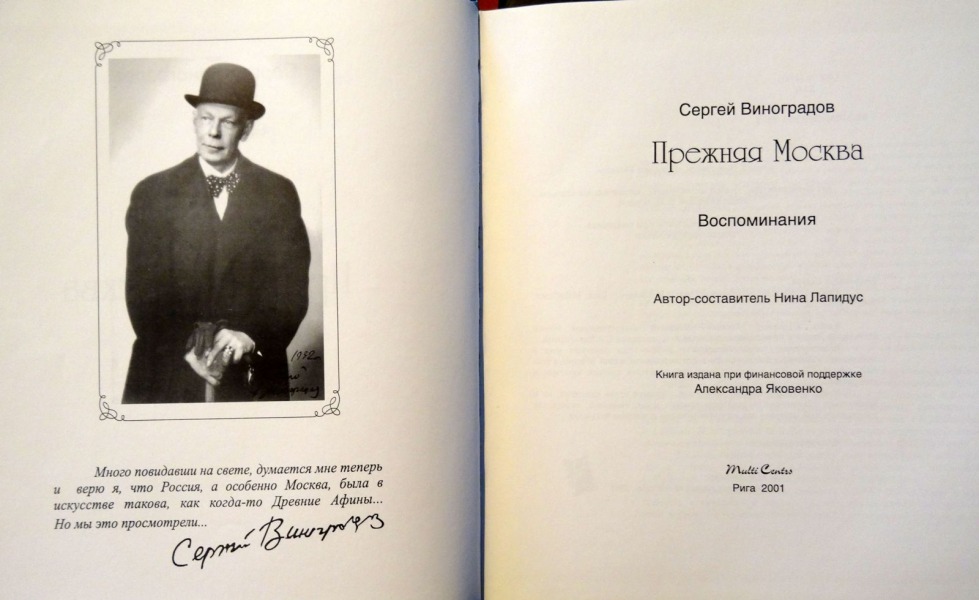 1932г.
Много повидавши на свете, думается мне теперь
и верю я, что Россия, а особенно Москва, была в
искусстве такова, как когда-то Древние Афины...
Но мы это просмотрели...
Сергей Виноградов
Сергей Виноградов
Прежняя Москва
Воспоминания
Автор-составитель Нина Лапидус
Книга издана при финансовой поддержке
Александра Яковенко
Multi Centrs
Рига 2001